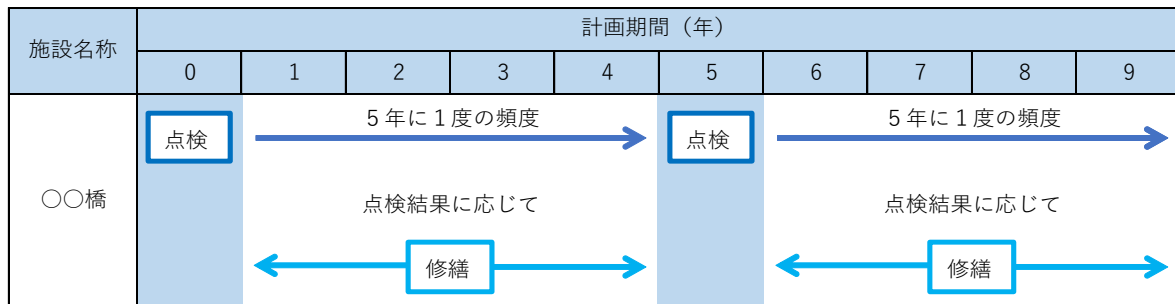 施設名称
計画期間（年）
0 1 2 3 4 5 6 7 8 9
○○橋
点検
5年に1度の頻度
点検
5年に1度の頻度
点検結果に応じて
点検結果に応じて
修繕
修繕